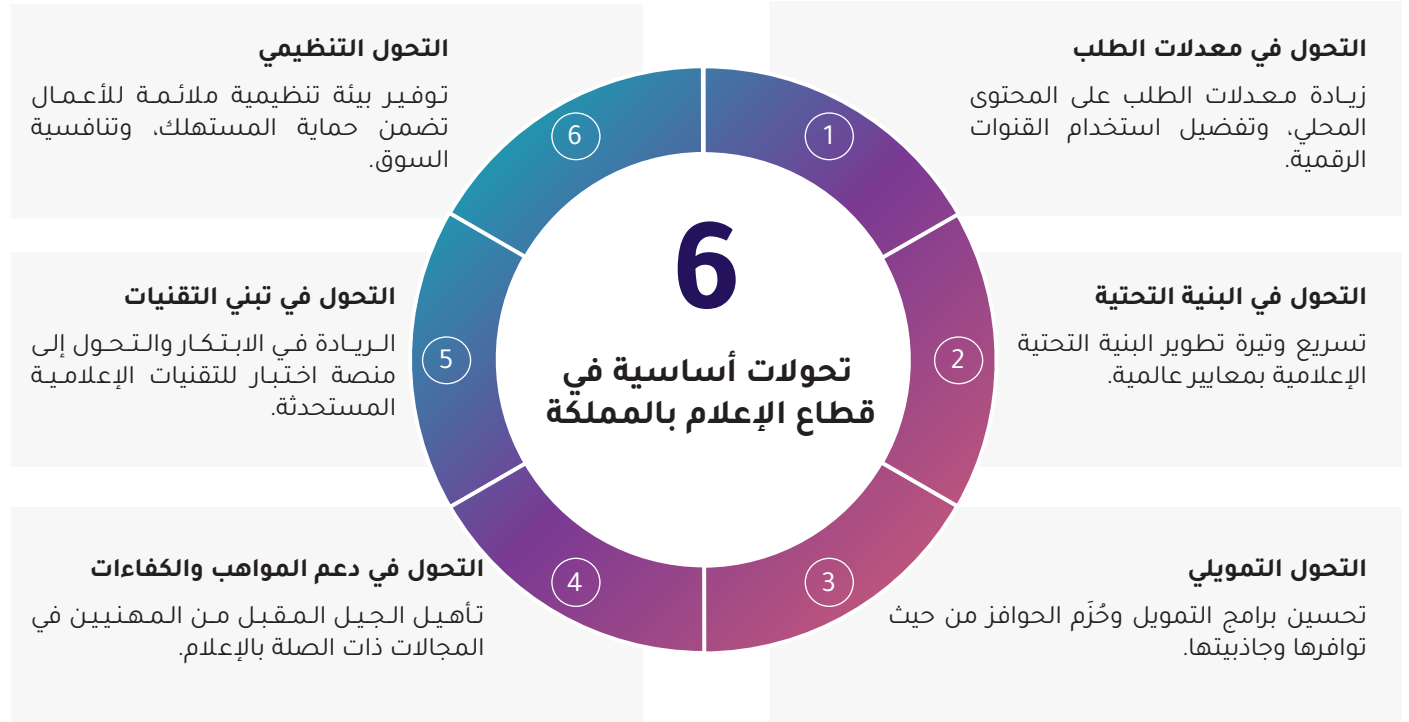 6
تحولات أساسية في
قطاع الإعلام بالمملكة
1
التحول في معدلات الطلب
زيادة معدلات الطلب على المحتوى
المحلي، وتفضيل استخدام القنوات
الرقمية.
2
التحول في البنية التحتية
تسريع وتيرة تطوير البنية التحتية
الإعلامية بمعايير عالمية.
3
التحول التمويلي
تحسين برامج التمويل وحُزَم الحوافز من حيث
توافرها وجاذبيتها.
4
التحول في دعم المواهب والكفاءات
تأهيل الجيل المقبل من المهنيين في
المجالات ذات الصلة بالإعلام.
5
التحول في تبني التقنيات
الريادة في الابتكار والتحول إلى
منصة اختبار للتقنيات الإعلامية
المستحدثة.
6
التحول التنظيمي
توفير بيئة تنظيمية ملائمة للأعمال
تضمن حماية المستهلك، وتنافسية
السوق.